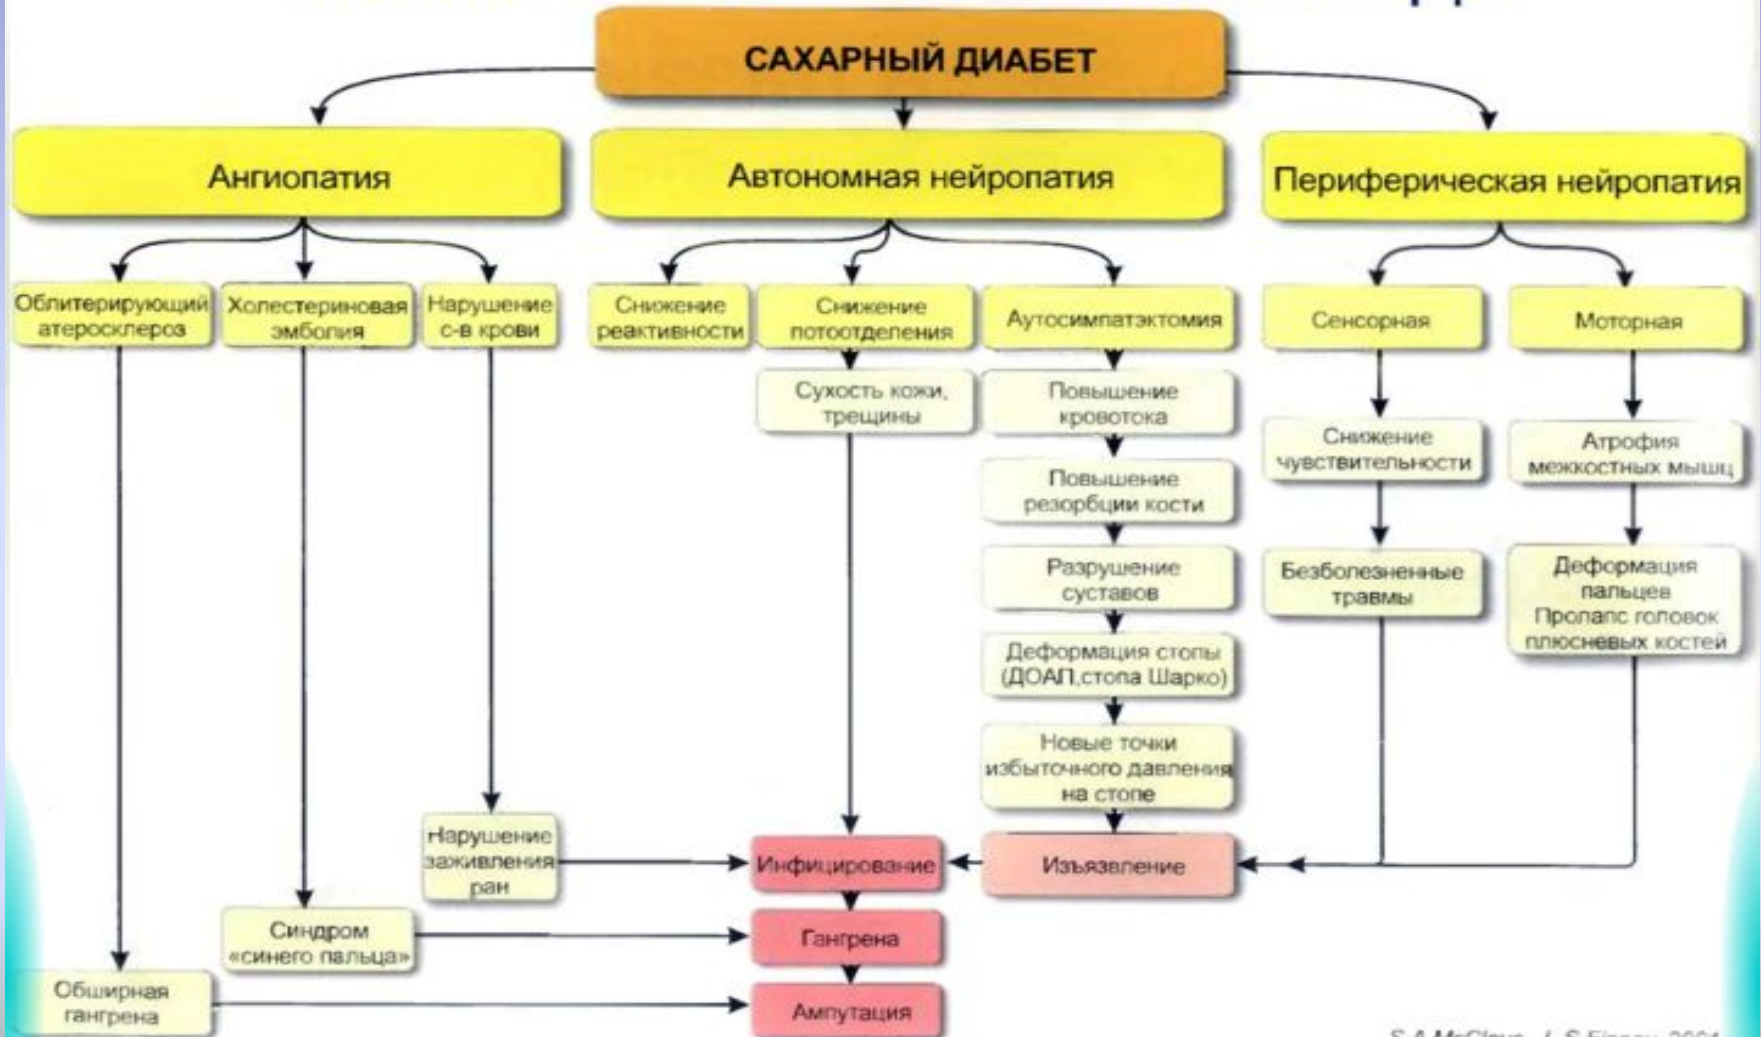 САХАРНЫЙ ДИАБЕТ
Ангиопатия
Автономная нейропатия
Периферическая нейропатия
Облитерирующий
атеросклероз
Холестериновая
эмболия
Нарушение
с-в крови
Снижение
реактивности
Снижение
потоотделения
Аутосимпатэктомия
Сенсорная
Моторная
Сухость кожи,
трещины
Повышение
кровотока
Снижение
чувствительности
Атрофия
межкостных мышц
Повышение
резорбции кости
Разрушение
суставов
Безболезненные
травмы
Деформация
пальцев
Пролапс головок
плюсневых костей
Деформация стопы
(ДОАП,стопа Шарко)
Новые точки
избыточного давления
на стопе
Нарушение
заживления
ран
Инфицирование
Изъязвление
Синдром
«синего пальца»
Гангрена
Обширная
гангрена
Ампутация